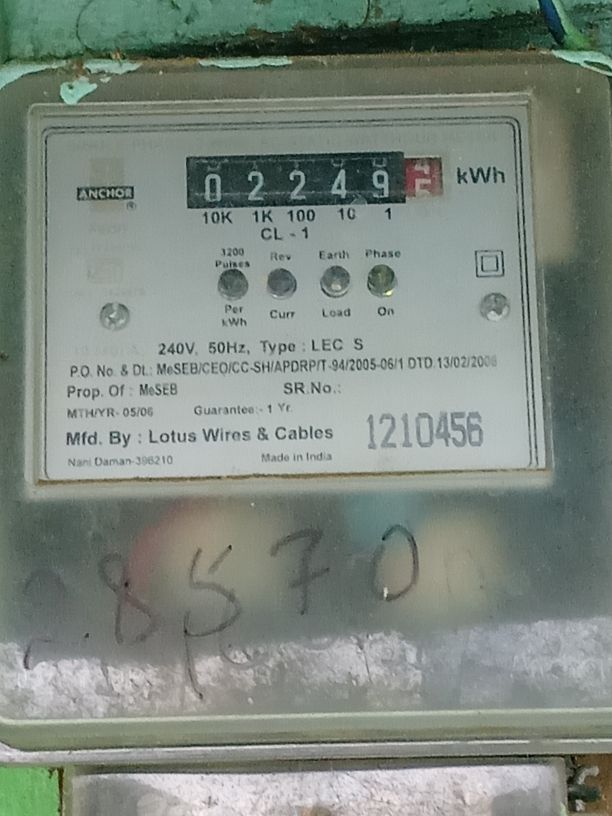 ANCHOR
®
0 2 2 4 9 5 kWh
10K 1K 100 10 1
CL - 1
3200 Pulses Rev Earth Phase
Per kWh Curr Load On
240V, 50Hz, Type : LEC S
P.O. No. & Dt.: MeSEB/CEO/CC-SH/APDRP/T-94/2005-06/1 DTD.13/02/2006
Prop. Of : MeSEB SR.No.:
MTH/YR- 05/06 Guarantee:- 1 Yr.
Mfd. By : Lotus Wires & Cables 1210456
Nani Daman-396210 Made in India
28570